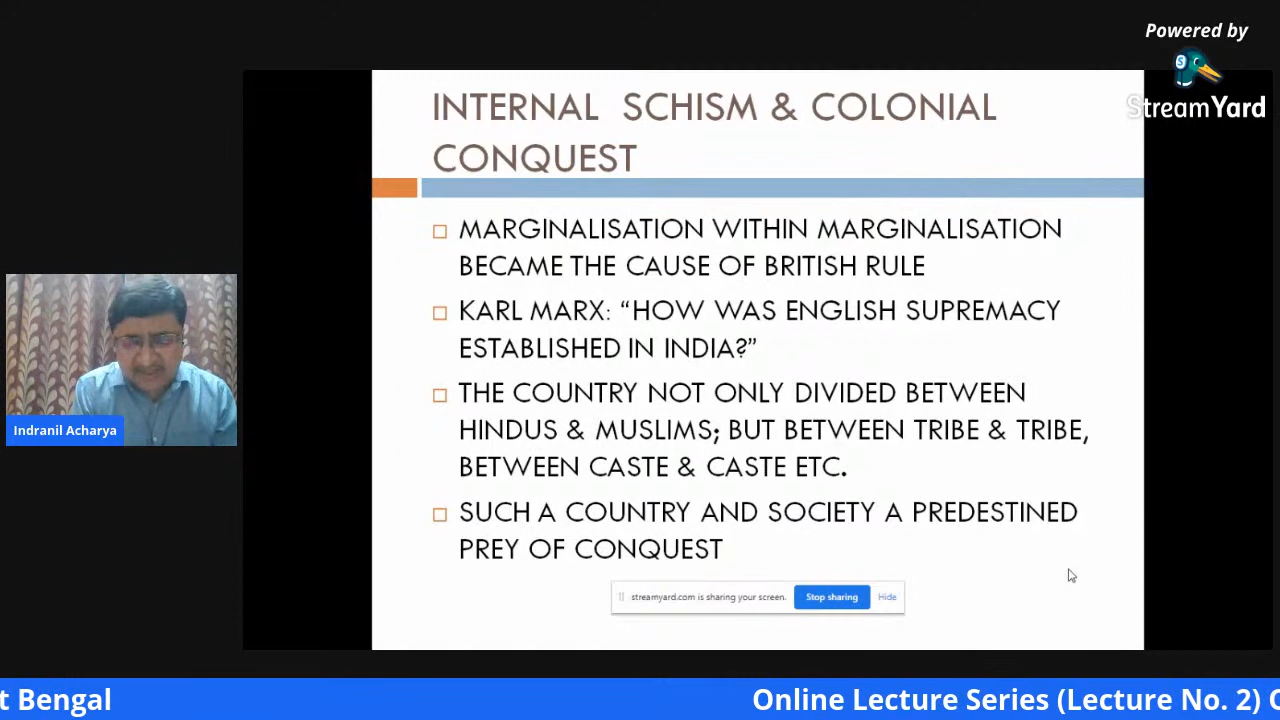 Powered by
StreamYard
INTERNAL SCHISM & COLONIAL
CONQUEST
MARGINALISATION WITHIN MARGINALISATION
BECAME THE CAUSE OF BRITISH RULE
KARL MARX: “HOW WAS ENGLISH SUPREMACY
ESTABLISHED IN INDIA?”
THE COUNTRY NOT ONLY DIVIDED BETWEEN
HINDUS & MUSLIMS; BUT BETWEEN TRIBE & TRIBE,
BETWEEN CASTE & CASTE ETC.
SUCH A COUNTRY AND SOCIETY A PREDESTINED
PREY OF CONQUEST
Indranil Acharya
streamyard.com is sharing your screen. Stop sharing Hide
t Bengal Online Lecture Series (Lecture No. 2) C